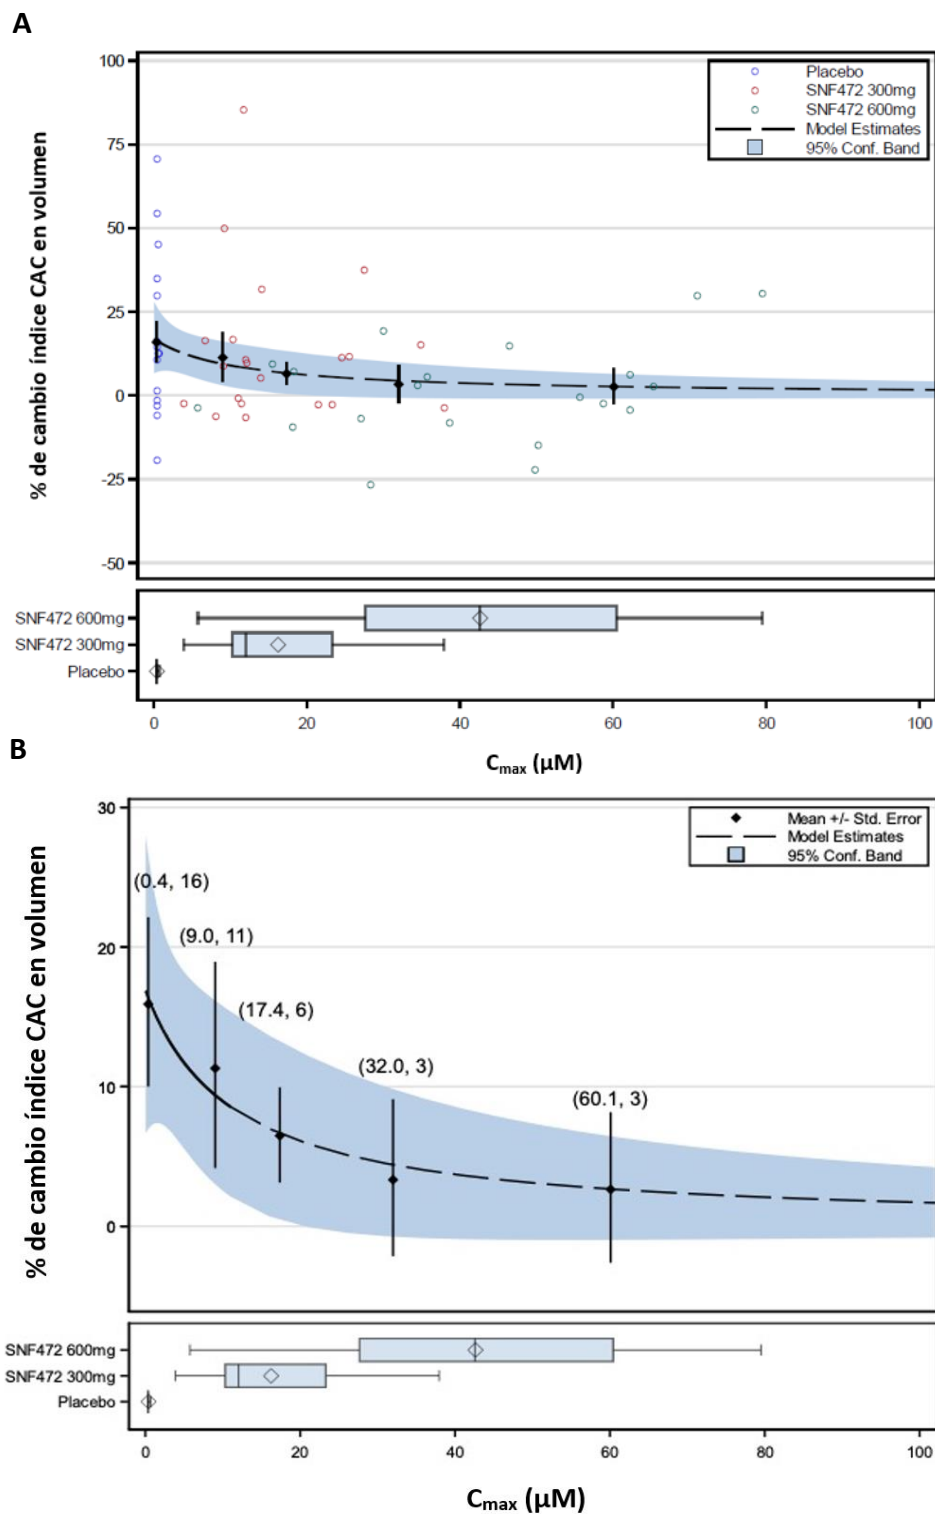 A
100
75
50
25
0
-25
-50
% de cambio índice CAC en volumen
Placebo
SNF472 300mg
SNF472 600mg
Model Estimates
95% Conf. Band
SNF472 600mg
SNF472 300mg
Placebo
0 20 40 60 80 100
Cmax (µM)
B
30
20
10
0
% de cambio índice CAC en volumen
Mean +/- Std. Error
Model Estimates
95% Conf. Band
(0.4, 16)
(9.0, 11)
(17.4, 6)
(32.0, 3)
(60.1, 3)
SNF472 600mg
SNF472 300mg
Placebo
0 20 40 60 80 100
Cmax (µM)